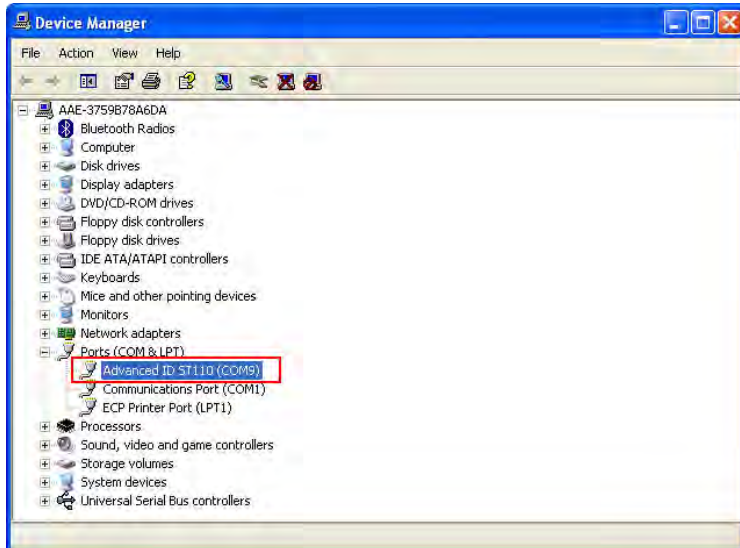 Device Manager
File Action View Help
AAE-3759B78A6DA
Bluetooth Radios
Computer
Disk drives
Display adapters
DVD/CD-ROM drives
Floppy disk controllers
Floppy disk drives
IDE ATA/ATAPI controllers
Keyboards
Mice and other pointing devices
Monitors
Network adapters
Ports (COM & LPT)
Advanced ID ST110 (COM9)
Communications Port (COM1)
ECP Printer Port (LPT1)
Processors
Sound, video and game controllers
Storage volumes
System devices
Universal Serial Bus controllers